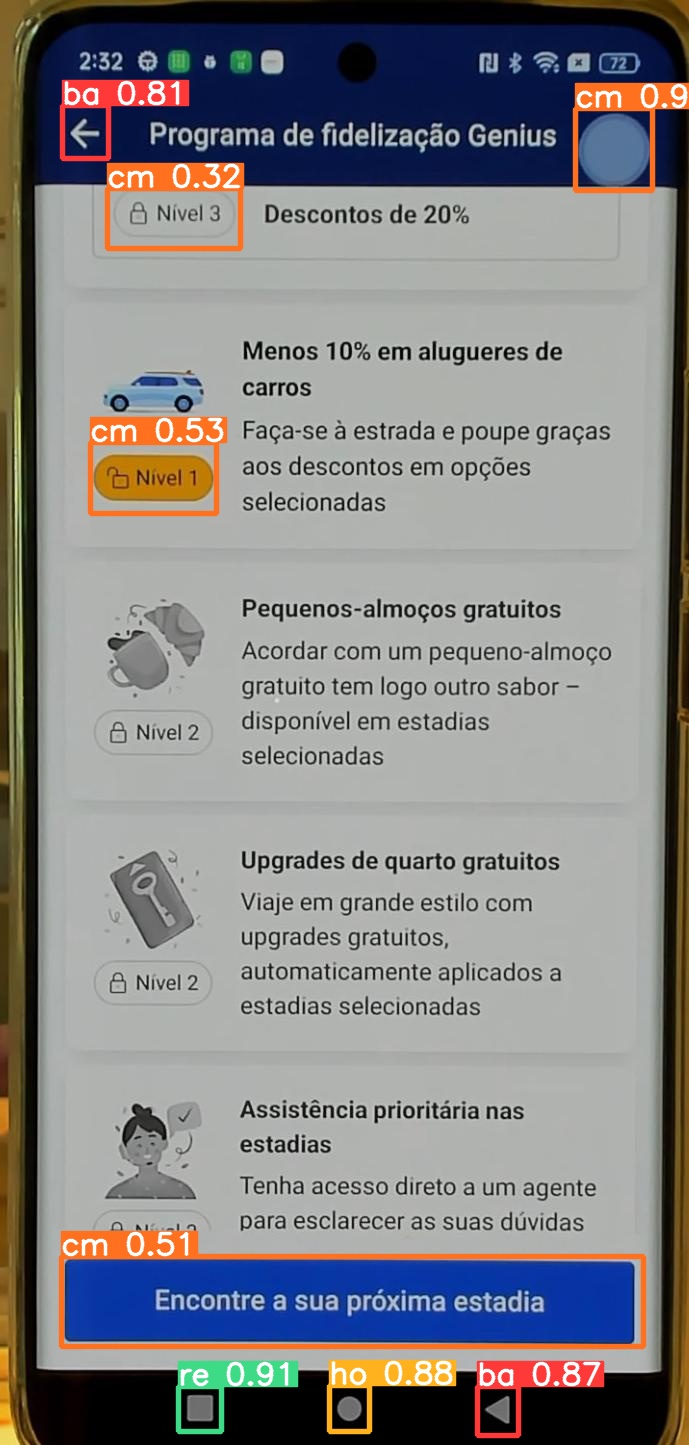 2:32
72
ba 0.81
cm 0.9
Programa de fidelização Genius
cm 0.32
Nível 3
Descontos de 20%
Menos 10% em alugueres de
carros
cm 0.53
Faça-se à estrada e poupe graças
aos descontos em opções
selecionadas
Nível 1
Pequenos-almoços gratuitos
Acordar com um pequeno-almoço
gratuito tem logo outro sabor –
disponível em estadias
selecionadas
Nível 2
Upgrades de quarto gratuitos
Viaje em grande estilo com
upgrades gratuitos,
automaticamente aplicados a
estadias selecionadas
Nível 2
Assistência prioritária nas
estadias
Tenha acesso direto a um agente
para esclarecer as suas dúvidas
cm 0.51
Encontre a sua próxima estadia
re 0.91
ho 0.88
ba 0.87